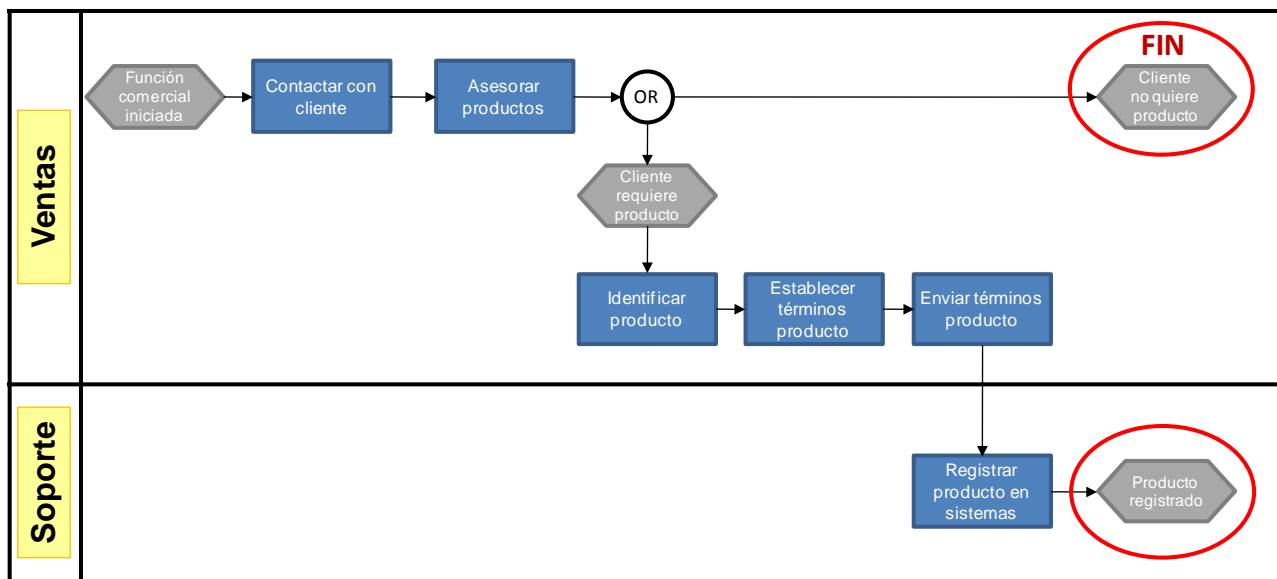 Ventas
Función
comercial
iniciada
Contactar con
cliente
Asesorar
productos
OR
FIN
Cliente
no quiere
producto
Cliente
requiere
producto
Identificar
producto
Establecer
términos
producto
Enviar términos
producto
Soporte
Registrar
producto en
sistemas
Producto
registrado